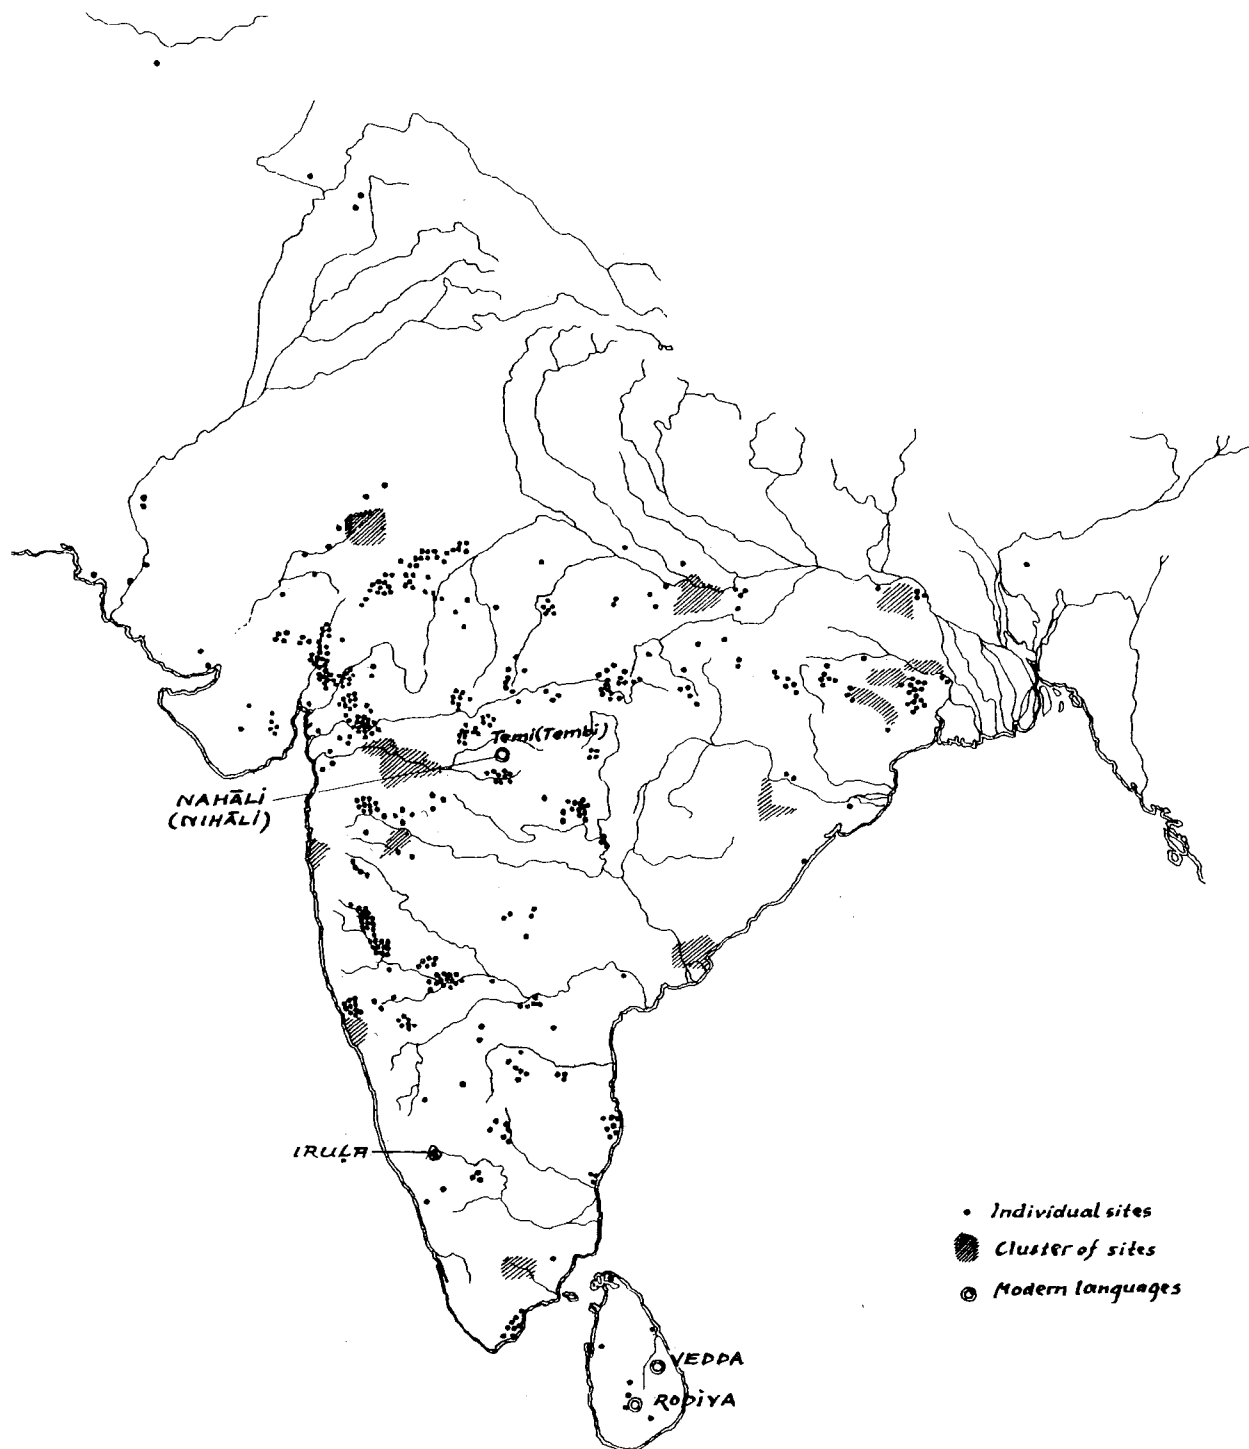 Temi(Tembi)
NAHĀLI
(NIHĀLI)
IRULA
Individual sites
Cluster of sites
Modern languages
VEDDA
RODIYA